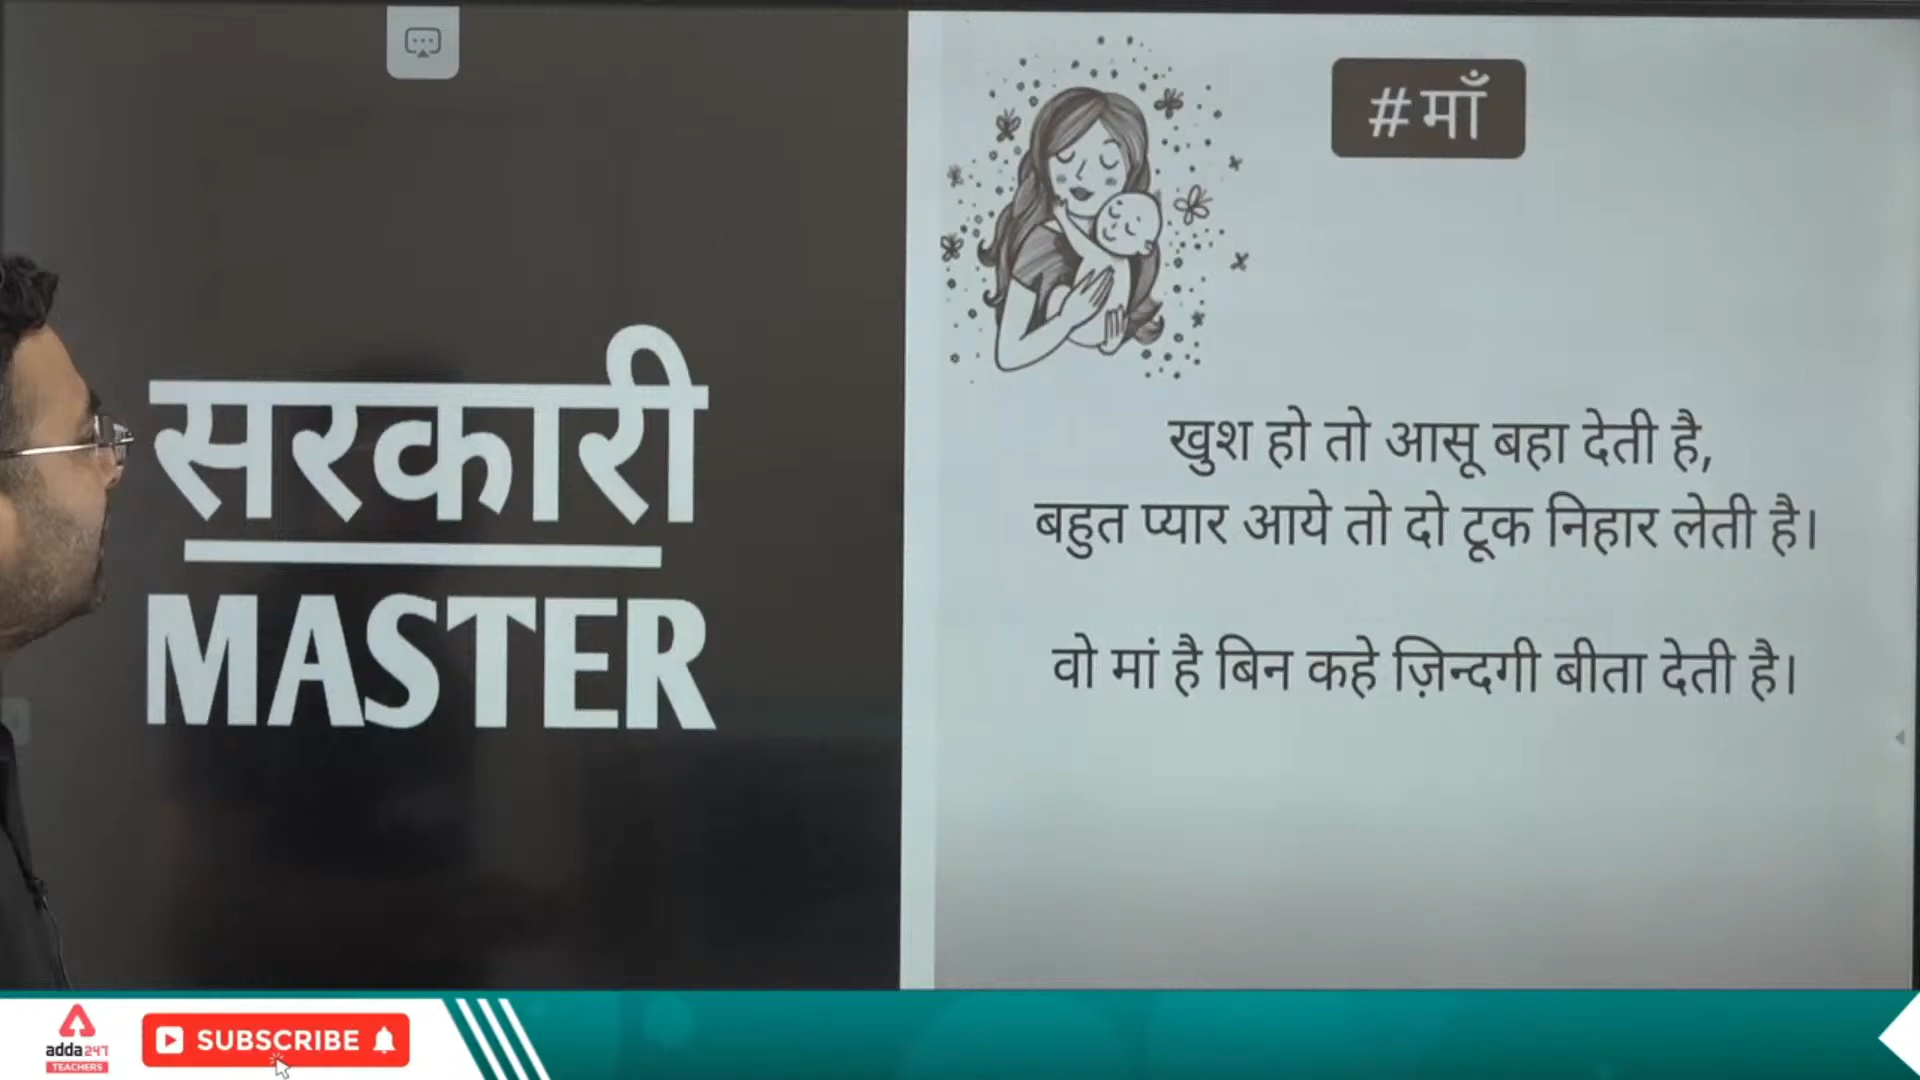 सरकारी
MASTER
#माँ
खुश हो तो आसू बहा देती है,
बहुत प्यार आये तो दो टूक निहार लेती है।
वो मां है बिन कहे ज़िन्दगी बीता देती है।
adda247
TEACHERS
SUBSCRIBE